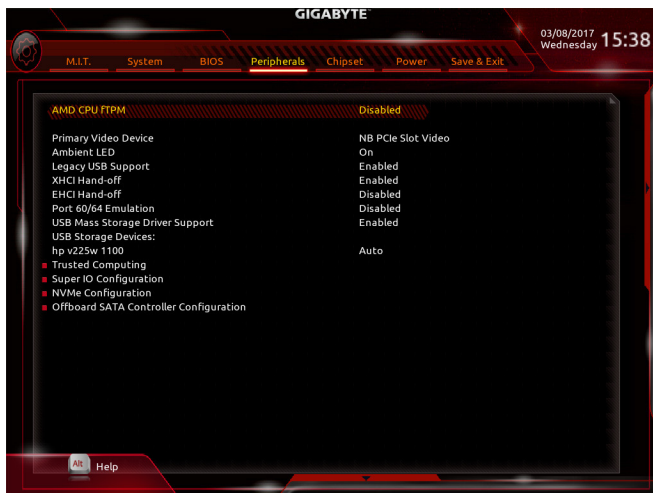 GIGABYTE™
03/08/2017 Wednesday 15:38
M.I.T. System BIOS Peripherals Chipset Power Save & Exit
AMD CPU fTPM Disabled
Primary Video Device NB PCIe Slot Video
Ambient LED On
Legacy USB Support Enabled
XHCI Hand-off Enabled
EHCI Hand-off Disabled
Port 60/64 Emulation Disabled
USB Mass Storage Driver Support Enabled
USB Storage Devices:
hp v225w 1100 Auto
Trusted Computing
Super IO Configuration
NVMe Configuration
Offboard SATA Controller Configuration
Alt Help